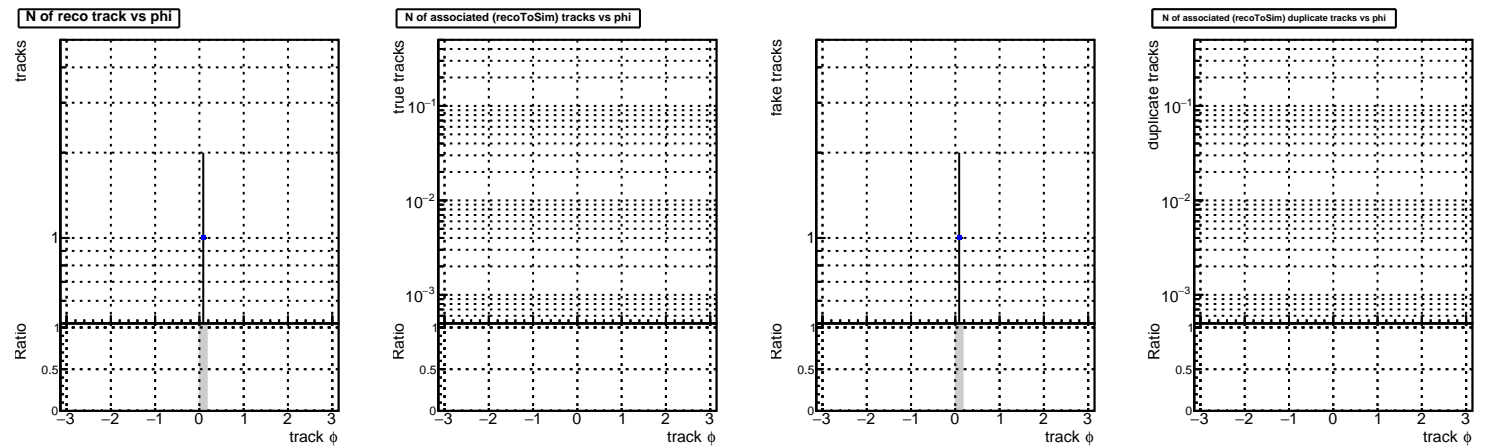 N of reco track vs phi
tracks
1
Ratio
1
0.5
0
−3 −2 −1 0 1 2 3
track ϕ
N of associated (recoToSim) tracks vs phi
true tracks
10−1
10−2
10−3
Ratio
1
0.5
0
−3 −2 −1 0 1 2 3
track ϕ
fake tracks
1
Ratio
1
0.5
0
−3 −2 −1 0 1 2 3
track ϕ
N of associated (recoToSim) duplicate tracks vs phi
duplicate tracks
10−1
10−2
10−3
Ratio
1
0.5
0
−3 −2 −1 0 1 2 3
track ϕ